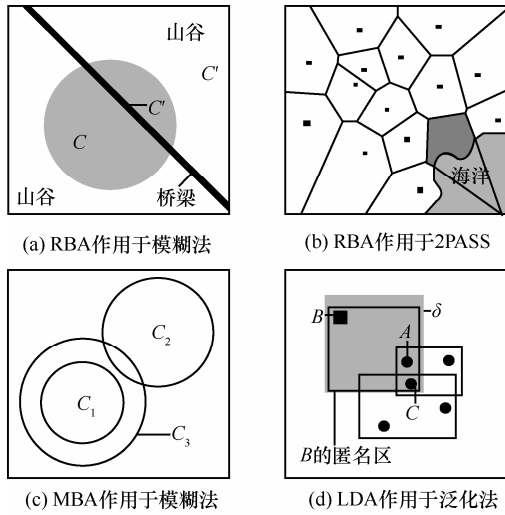 山谷
C'
C'
C
山谷
桥梁
(a) RBA作用于模糊法
海洋
(b) RBA作用于2PASS
C₂
C₁
C₃
(c) MBA作用于模糊法
B
δ
A
C
B的匿名区
(d) LDA作用于泛化法